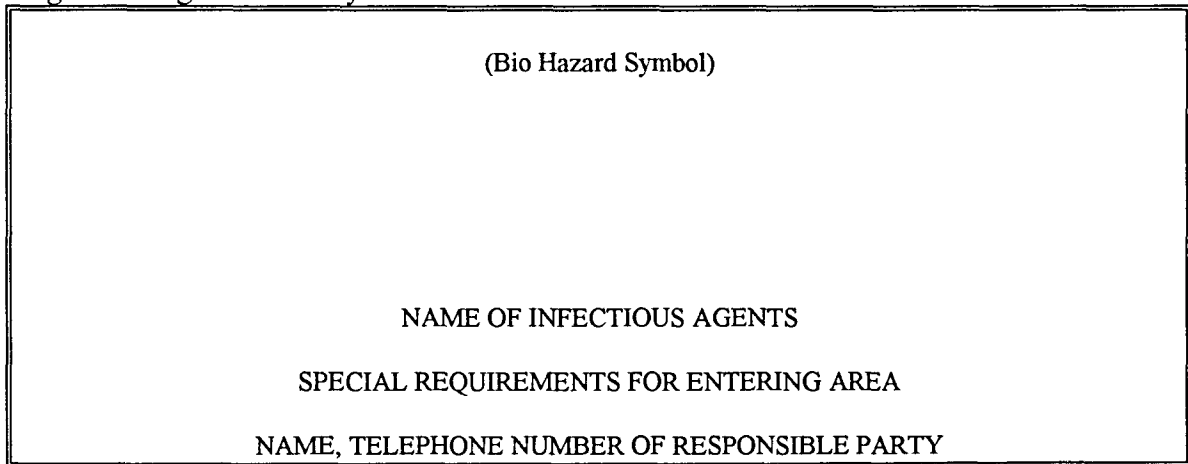 (Bio Hazard Symbol)
NAME OF INFECTIOUS AGENTS
SPECIAL REQUIREMENTS FOR ENTERING AREA
NAME, TELEPHONE NUMBER OF RESPONSIBLE PARTY